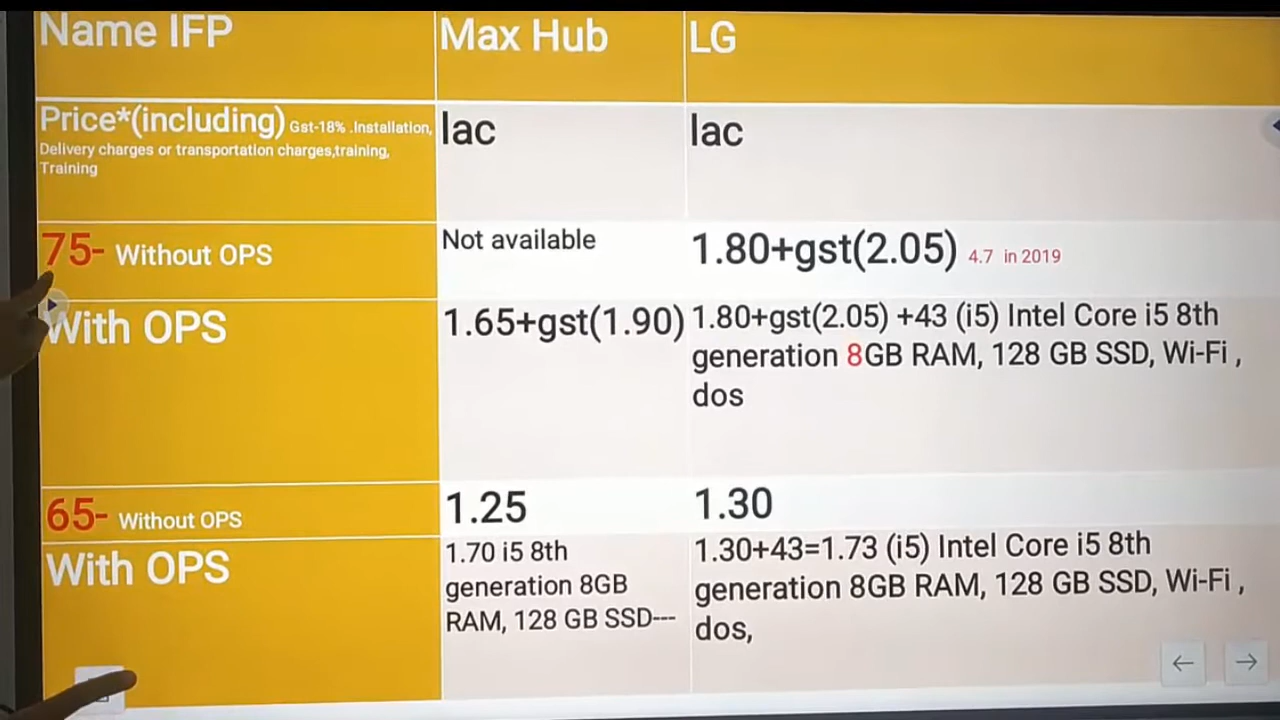 Name IFP
Max Hub
LG
Price*(including) Gst-18% .Installation,
Delivery charges or transportation charges,training,
Training
lac
lac
75- Without OPS
Not available
1.80+gst(2.05) 4.7 in 2019
With OPS
1.65+gst(1.90)
1.80+gst(2.05) +43 (i5) Intel Core i5 8th
generation 8GB RAM, 128 GB SSD, Wi-Fi ,
dos
65- Without OPS
1.25
1.30
With OPS
1.70 i5 8th
generation 8GB
RAM, 128 GB SSD---
1.30+43=1.73 (i5) Intel Core i5 8th
generation 8GB RAM, 128 GB SSD, Wi-Fi ,
dos,